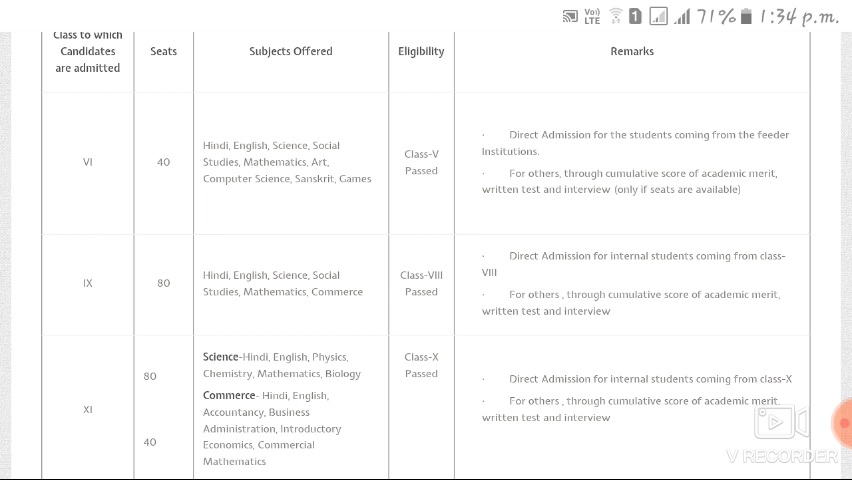 Vo))
LTE
1
71% 1:34 p.m.
Class to which
Candidates
are admitted
Seats
Subjects Offered
Eligibility
Remarks
VI
40
Hindi, English, Science, Social
Studies, Mathematics, Art,
Computer Science, Sanskrit, Games
Class-V
Passed
· Direct Admission for the students coming from the feeder
Institutions.
· For others, through cumulative score of academic merit,
written test and interview (only if seats are available)
IX
80
Hindi, English, Science, Social
Studies, Mathematics, Commerce
Class-VIII
Passed
· Direct Admission for internal students coming from class-
VIII
· For others , through cumulative score of academic merit,
written test and interview
XI
80
40
Science-Hindi, English, Physics,
Chemistry, Mathematics, Biology
Commerce- Hindi, English,
Accountancy, Business
Administration, Introductory
Economics, Commercial
Mathematics
Class-X
Passed
· Direct Admission for internal students coming from class-X
· For others , through cumulative score of academic merit,
written test and interview
V RECORDER